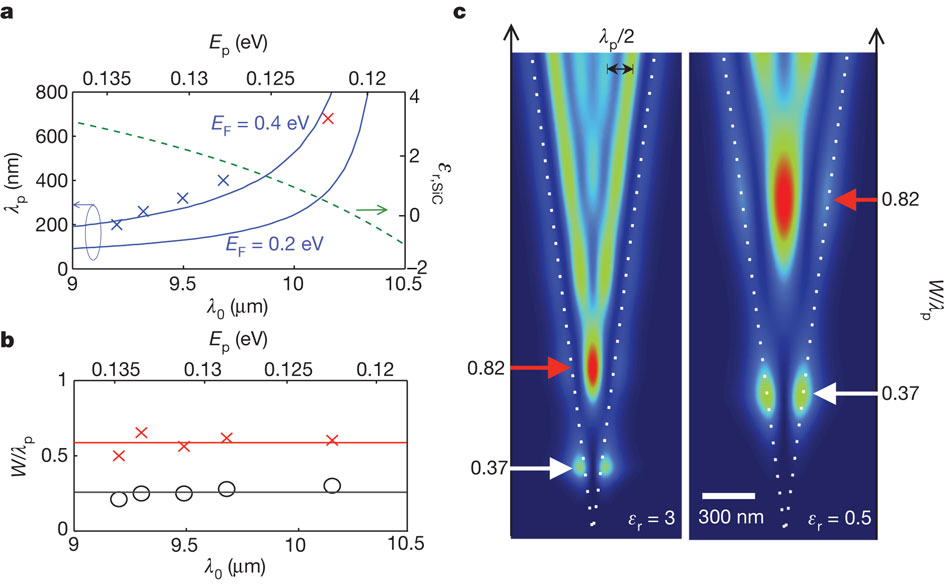 a
E_p (eV)
0.135 0.13 0.125 0.12
800 4
600
400 2
200 0
0 −2
λ_p (nm)
ε_r,SiC
E_F = 0.4 eV
E_F = 0.2 eV
9 9.5 10 10.5
λ_0 (μm)
b
E_p (eV)
0.135 0.13 0.125 0.12
1
0.5
0
W/λ_p
9 9.5 10 10.5
λ_0 (μm)
c
λ_p/2
0.82
0.37
ε_r = 3
0.82
W/λ_p
0.37
300 nm
ε_r = 0.5